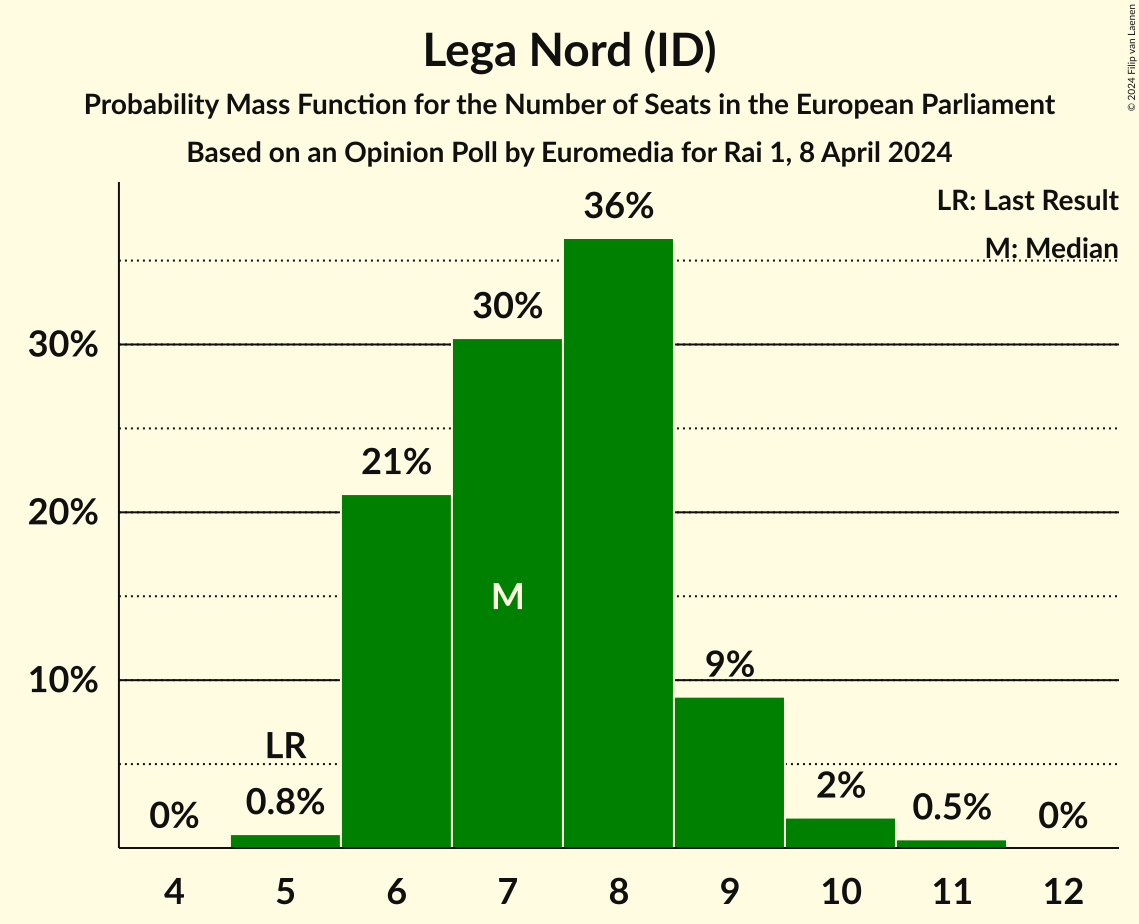 Lega Nord (ID)
Probability Mass Function for the Number of Seats in the European Parliament
Based on an Opinion Poll by Euromedia for Rai 1, 8 April 2024
© 2024 Filip van Laenen
LR: Last Result
M: Median
36%
30%
30%
21%
20%
M
10%
9%
LR
0%
0.8%
2%
0.5%
0%
4 5 6 7 8 9 10 11 12